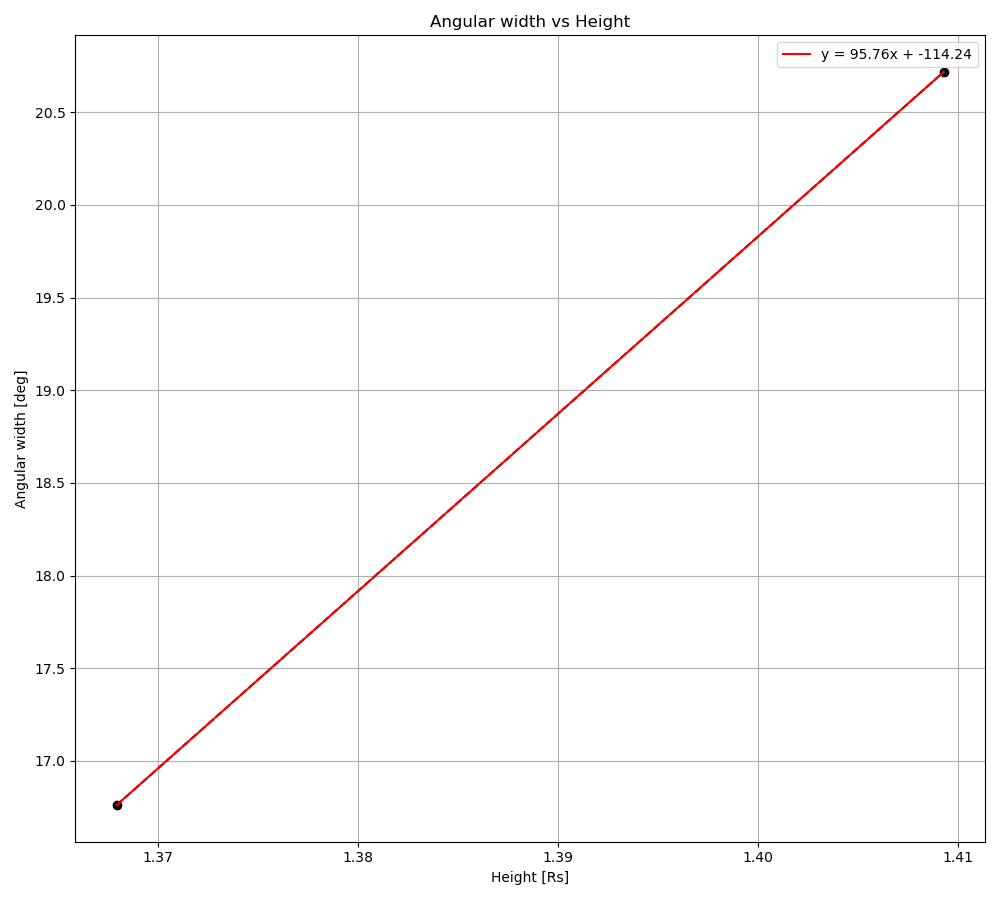 Angular width vs Height
y = 95.76x + -114.24
Angular width [deg]
20.5
20.0
19.5
19.0
18.5
18.0
17.5
17.0
1.37 1.38 1.39 1.40 1.41
Height [Rs]